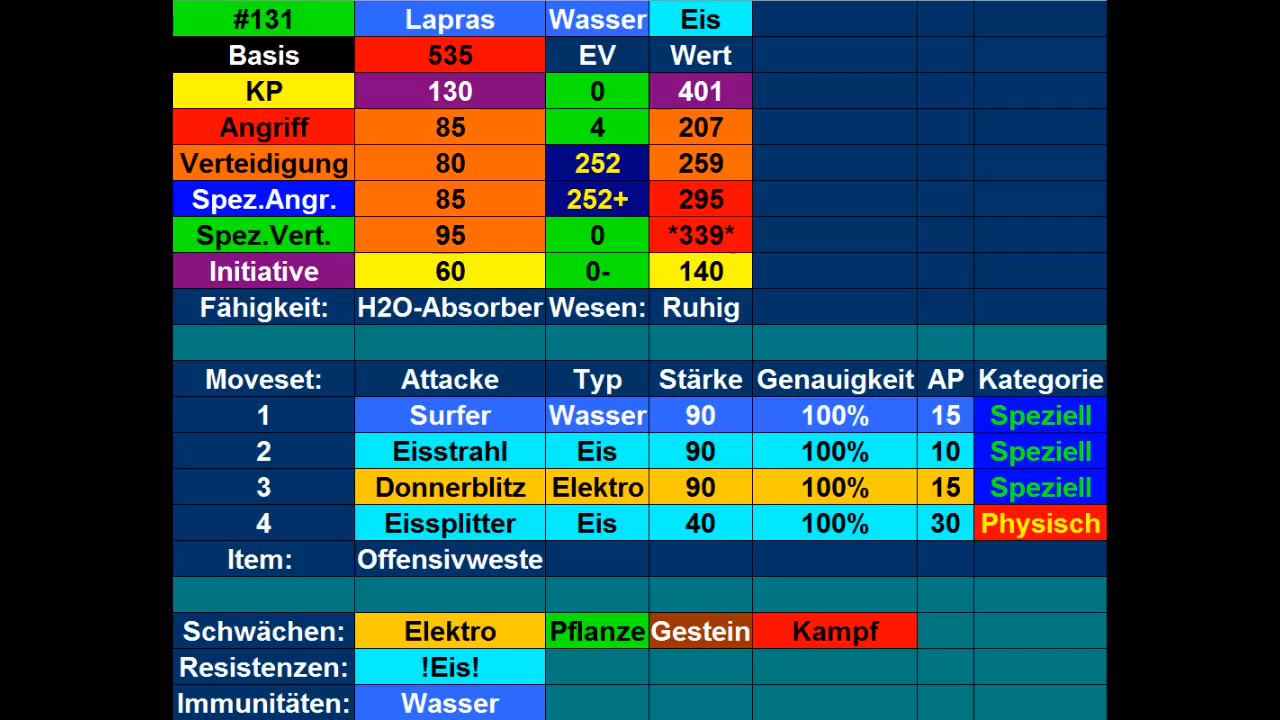 #131 Lapras Wasser Eis
Basis 535 EV Wert
KP 130 0 401
Angriff 85 4 207
Verteidigung 80 252 259
Spez.Angr. 85 252+ 295
Spez.Vert. 95 0 *339*
Initiative 60 0- 140
Fähigkeit: H2O-Absorber Wesen: Ruhig
Moveset: Attacke Typ Stärke Genauigkeit AP Kategorie
1 Surfer Wasser 90 100% 15 Speziell
2 Eisstrahl Eis 90 100% 10 Speziell
3 Donnerblitz Elektro 90 100% 15 Speziell
4 Eissplitter Eis 40 100% 30 Physisch
Item: Offensivweste
Schwächen: Elektro Pflanze Gestein Kampf
Resistenzen: !Eis!
Immunitäten: Wasser